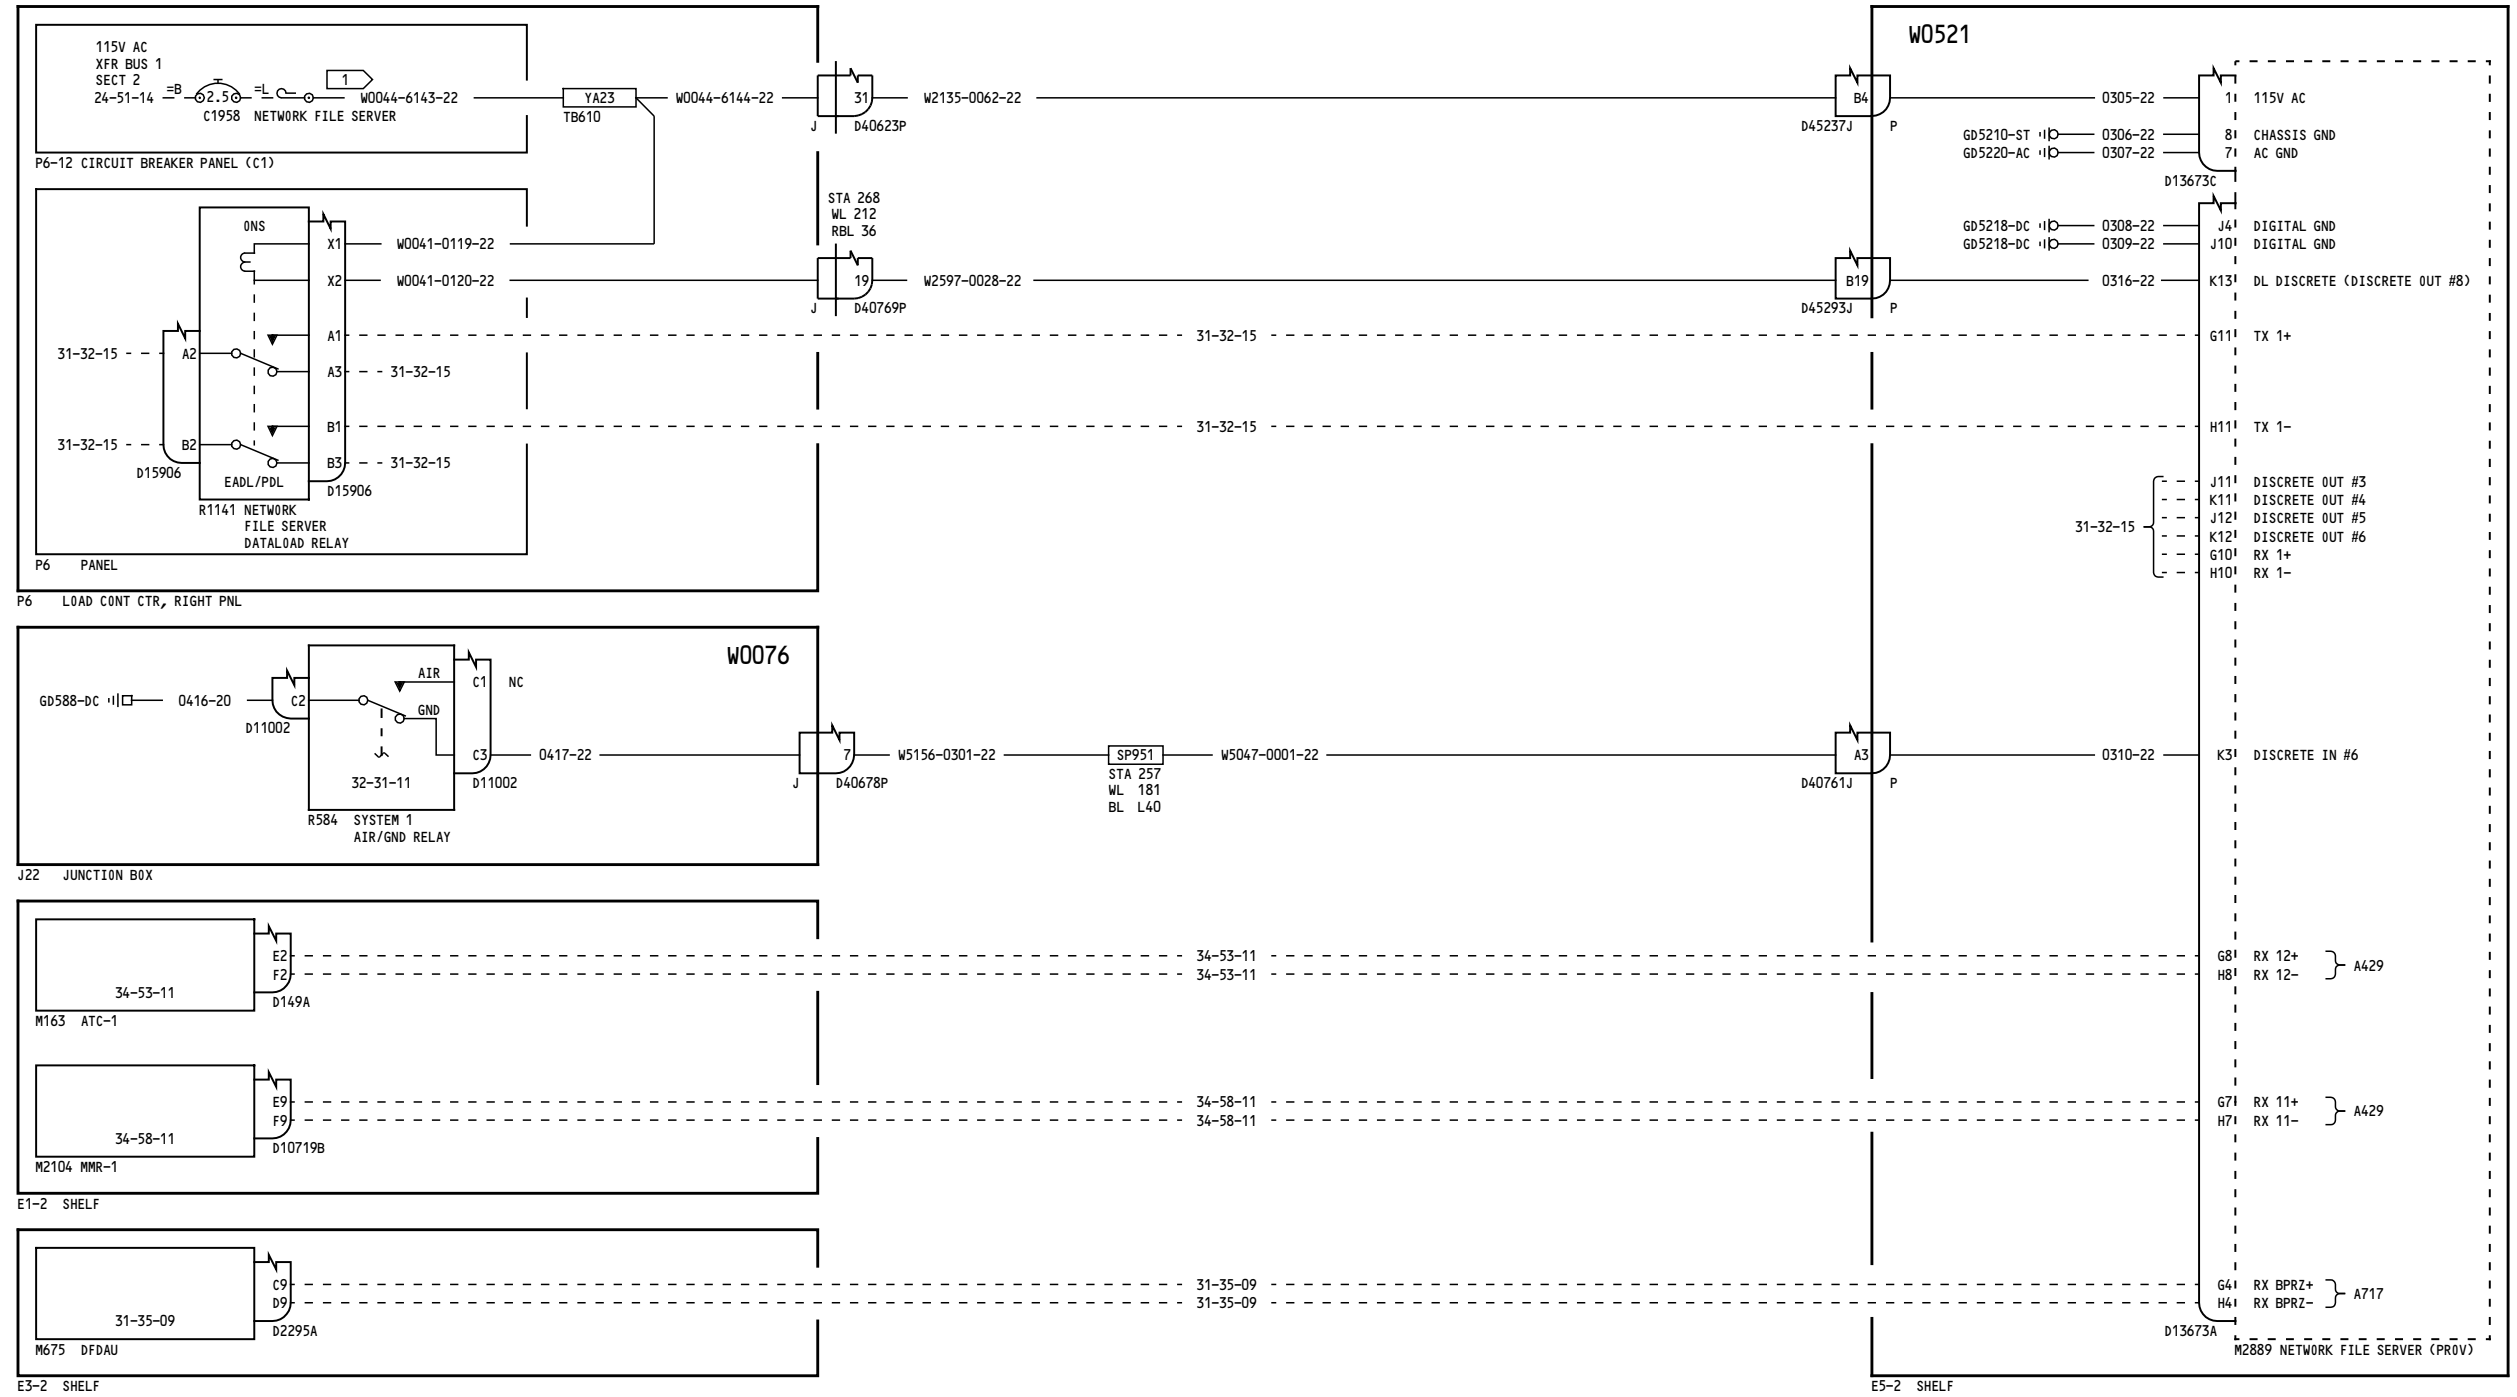 115V AC
XFR BUS 1
SECT 2
24-51-14
=B
2.5
=L
1
W0044-6143-22
C1958 NETWORK FILE SERVER
P6-12 CIRCUIT BREAKER PANEL (C1)
YA23
TB610
W0044-6144-22
31
J
D40623P
W2135-0062-22
B4
D45237J
P
W0521
0305-22
1
115V AC
GD5210-ST
0306-22
8
CHASSIS GND
GD5220-AC
0307-22
7
AC GND
D13673C
ONS
X1
W0041-0119-22
X2
W0041-0120-22
STA 268
WL 212
RBL 36
19
J
D40769P
W2597-0028-22
B19
D45293J
P
GD5218-DC
0308-22
J4
DIGITAL GND
GD5218-DC
0309-22
J10
DIGITAL GND
0316-22
K13
DL DISCRETE (DISCRETE OUT #8)
A1
31-32-15
G11
TX 1+
31-32-15
A2
A3
31-32-15
B1
31-32-15
H11
TX 1-
31-32-15
B2
B3
31-32-15
D15906
EADL/PDL
D15906
R1141 NETWORK
FILE SERVER
DATALOAD RELAY
P6 PANEL
P6 LOAD CONT CTR, RIGHT PNL
31-32-15
J11
DISCRETE OUT #3
K11
DISCRETE OUT #4
J12
DISCRETE OUT #5
K12
DISCRETE OUT #6
G10
RX 1+
H10
RX 1-
W0076
GD588-DC
0416-20
C2
D11002
AIR
C1
NC
GND
C3
D11002
32-31-11
R584 SYSTEM 1
AIR/GND RELAY
0417-22
7
J
D40678P
W5156-0301-22
SP951
STA 257
WL 181
BL L40
W5047-0001-22
A3
D40761J
P
0310-22
K3
DISCRETE IN #6
J22 JUNCTION BOX
34-53-11
E2
F2
D149A
M163 ATC-1
34-53-11
34-53-11
G8
RX 12+
H8
RX 12-
A429
34-58-11
E9
F9
D10719B
M2104 MMR-1
34-58-11
34-58-11
G7
RX 11+
H7
RX 11-
A429
E1-2 SHELF
31-35-09
C9
D9
D2295A
M675 DFDAU
31-35-09
31-35-09
G4
RX BPRZ+
H4
RX BPRZ-
A717
D13673A
M2889 NETWORK FILE SERVER (PROV)
E3-2 SHELF
E5-2 SHELF